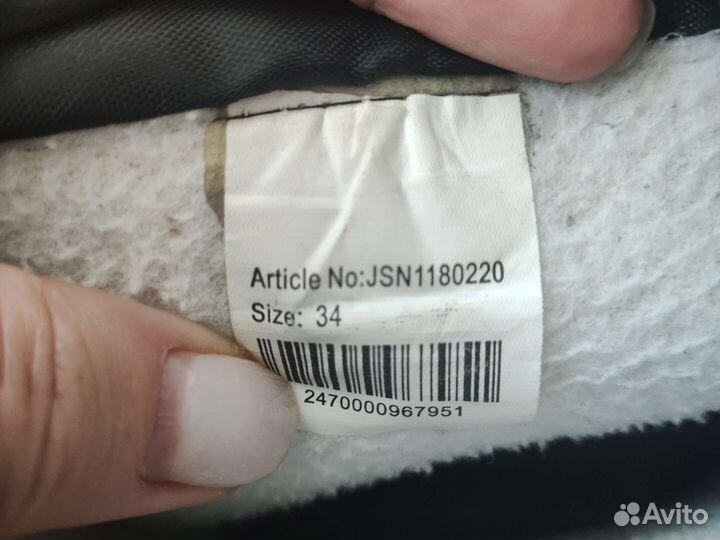 Article No:JSN1180220
Size: 34
2470000967951
Avito